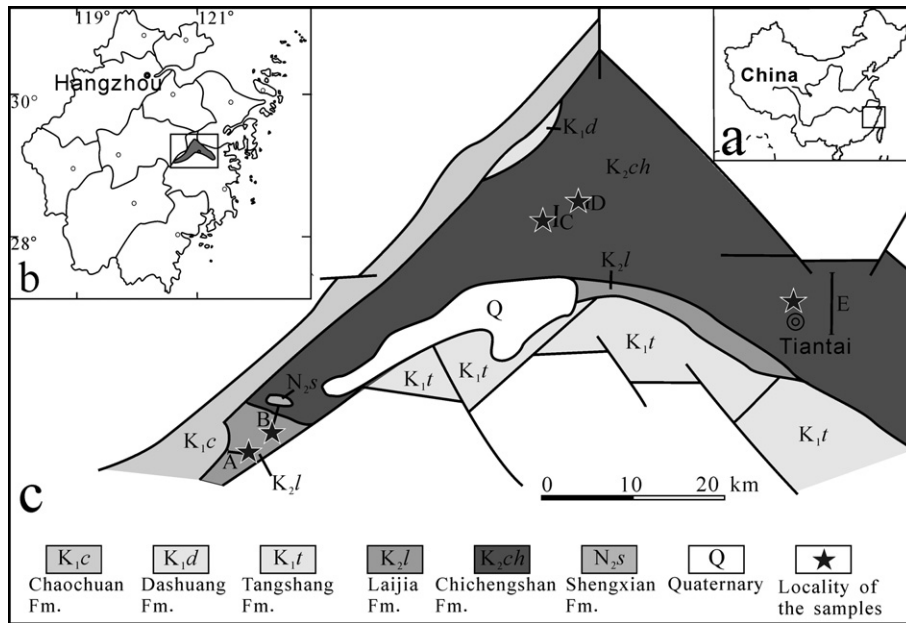 119°
121°
Hangzhou
30°
28°
b
China
a
K₁d
K₂ch
C
D
K₂l
E
Q
Tiantai
K₁t
K₁t
K₁t
K₁t
N₂s
B
A
K₁c
K₂l
c
0 10 20 km
K₁c K₁d K₁t K₂l K₂ch N₂s Q
Chaochuan Dashuang Tangshang Laijia Chichengshan Shengxian Quaternary Locality of
Fm. Fm. Fm. Fm. Fm. Fm. the samples